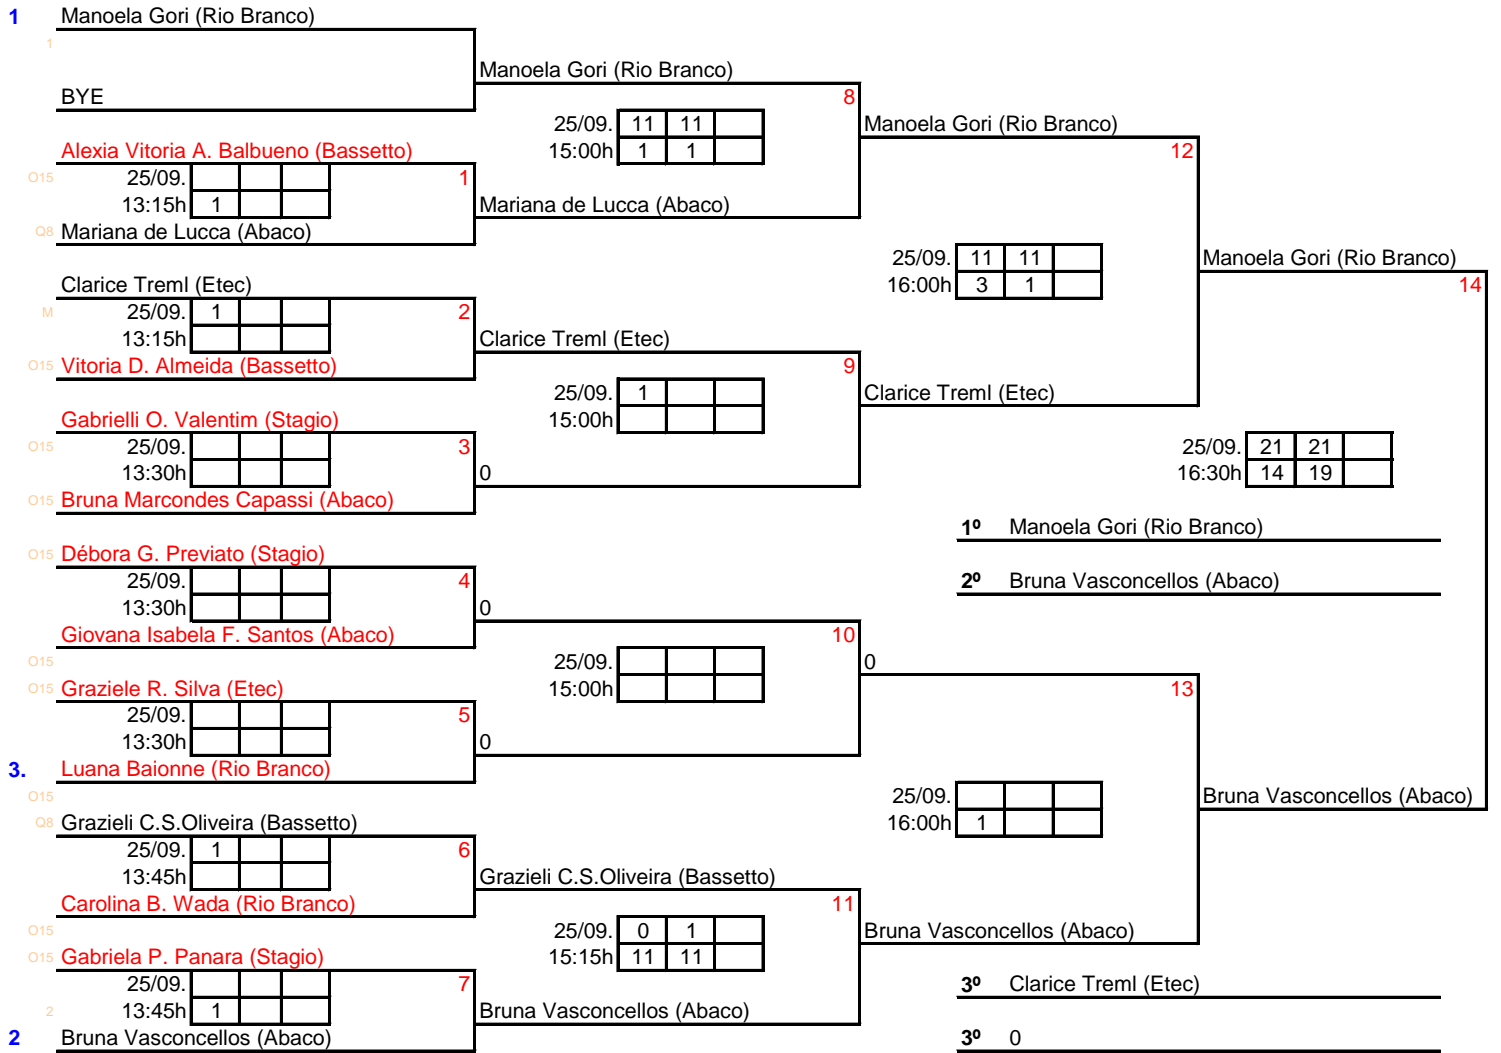 1 Manoela Gori (Rio Branco)
1
Manoela Gori (Rio Branco)
BYE 8
25/09. 11 11 Manoela Gori (Rio Branco)
Alexia Vitoria A. Balbueno (Bassetto) 15:00h 1 1 12
O15 25/09. 1
13:15h 1 Mariana de Lucca (Abaco)
Q8 Mariana de Lucca (Abaco)
25/09. 11 11 Manoela Gori (Rio Branco)
Clarice Treml (Etec) 16:00h 3 1 14
M 25/09. 1 2
13:15h Clarice Treml (Etec)
O15 Vitoria D. Almeida (Bassetto) 9
25/09. 1 Clarice Treml (Etec)
Gabrielli O. Valentim (Stagio) 15:00h
O15 25/09. 3 25/09. 21 21
13:30h 0 16:30h 14 19
O15 Bruna Marcondes Capassi (Abaco)
1º Manoela Gori (Rio Branco)
O15 Débora G. Previato (Stagio)
25/09. 4 2º Bruna Vasconcellos (Abaco)
13:30h 0
Giovana Isabela F. Santos (Abaco) 10
O15 25/09. 0
O15 Graziele R. Silva (Etec) 15:00h 13
25/09. 5
13:30h 0
3. Luana Baionne (Rio Branco)
O15 25/09. Bruna Vasconcellos (Abaco)
Q8 Grazieli C.S.Oliveira (Bassetto) 16:00h 1
25/09. 1 6
13:45h Grazieli C.S.Oliveira (Bassetto)
Carolina B. Wada (Rio Branco) 11
O15 25/09. 0 1 Bruna Vasconcellos (Abaco)
O15 Gabriela P. Panara (Stagio) 15:15h 11 11
25/09. 7 3º Clarice Treml (Etec)
2 13:45h 1 Bruna Vasconcellos (Abaco)
2 Bruna Vasconcellos (Abaco) 3º 0